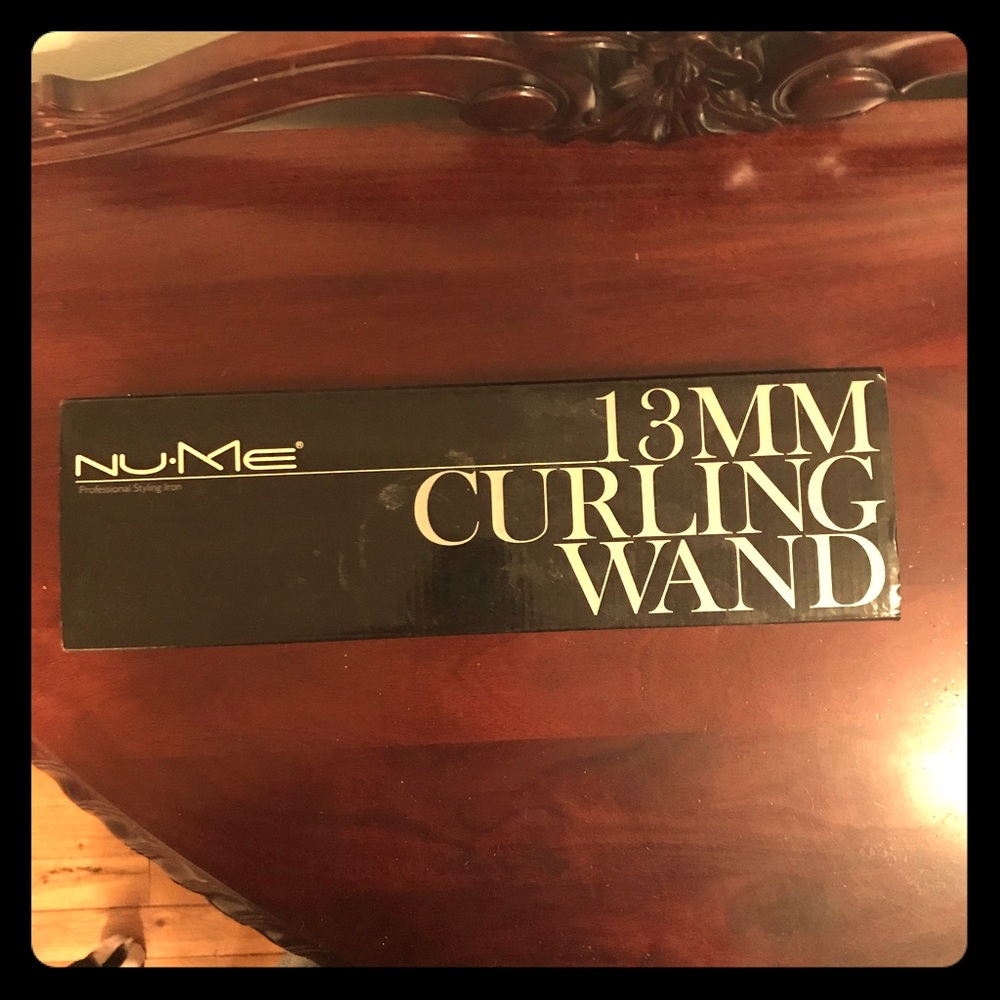 NU·ME®
Professional Styling Iron
13MM
CURLING
WAND